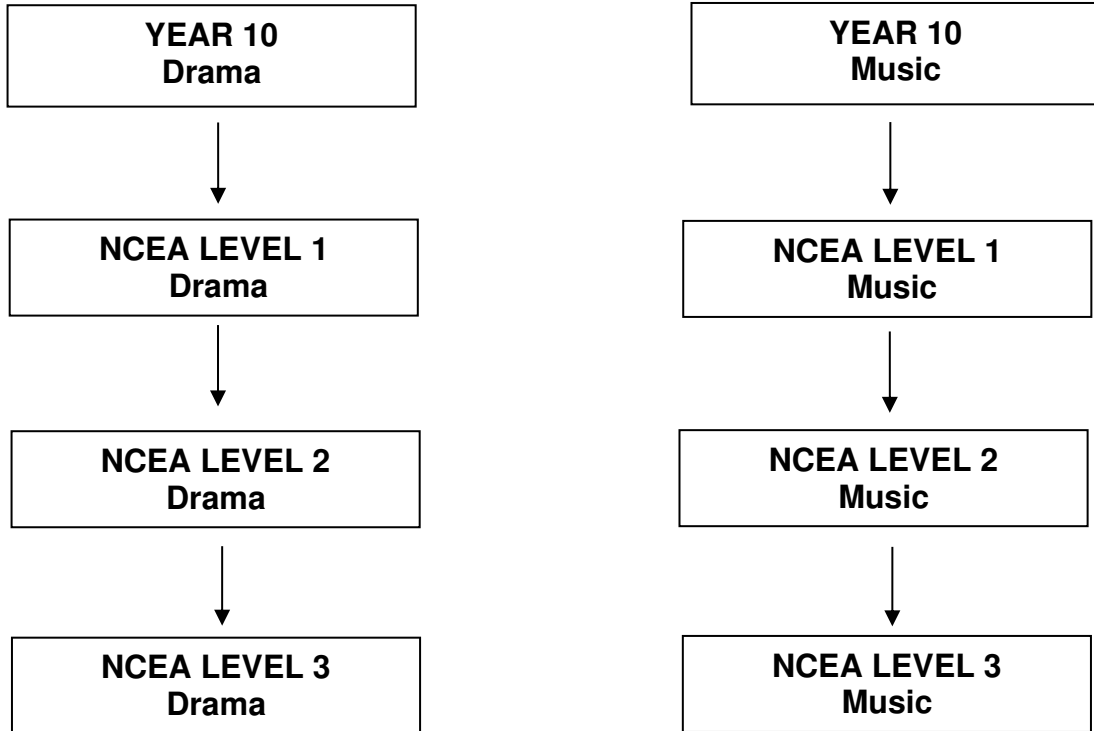 YEAR 10
Drama
NCEA LEVEL 1
Drama
NCEA LEVEL 2
Drama
NCEA LEVEL 3
Drama
YEAR 10
Music
NCEA LEVEL 1
Music
NCEA LEVEL 2
Music
NCEA LEVEL 3
Music